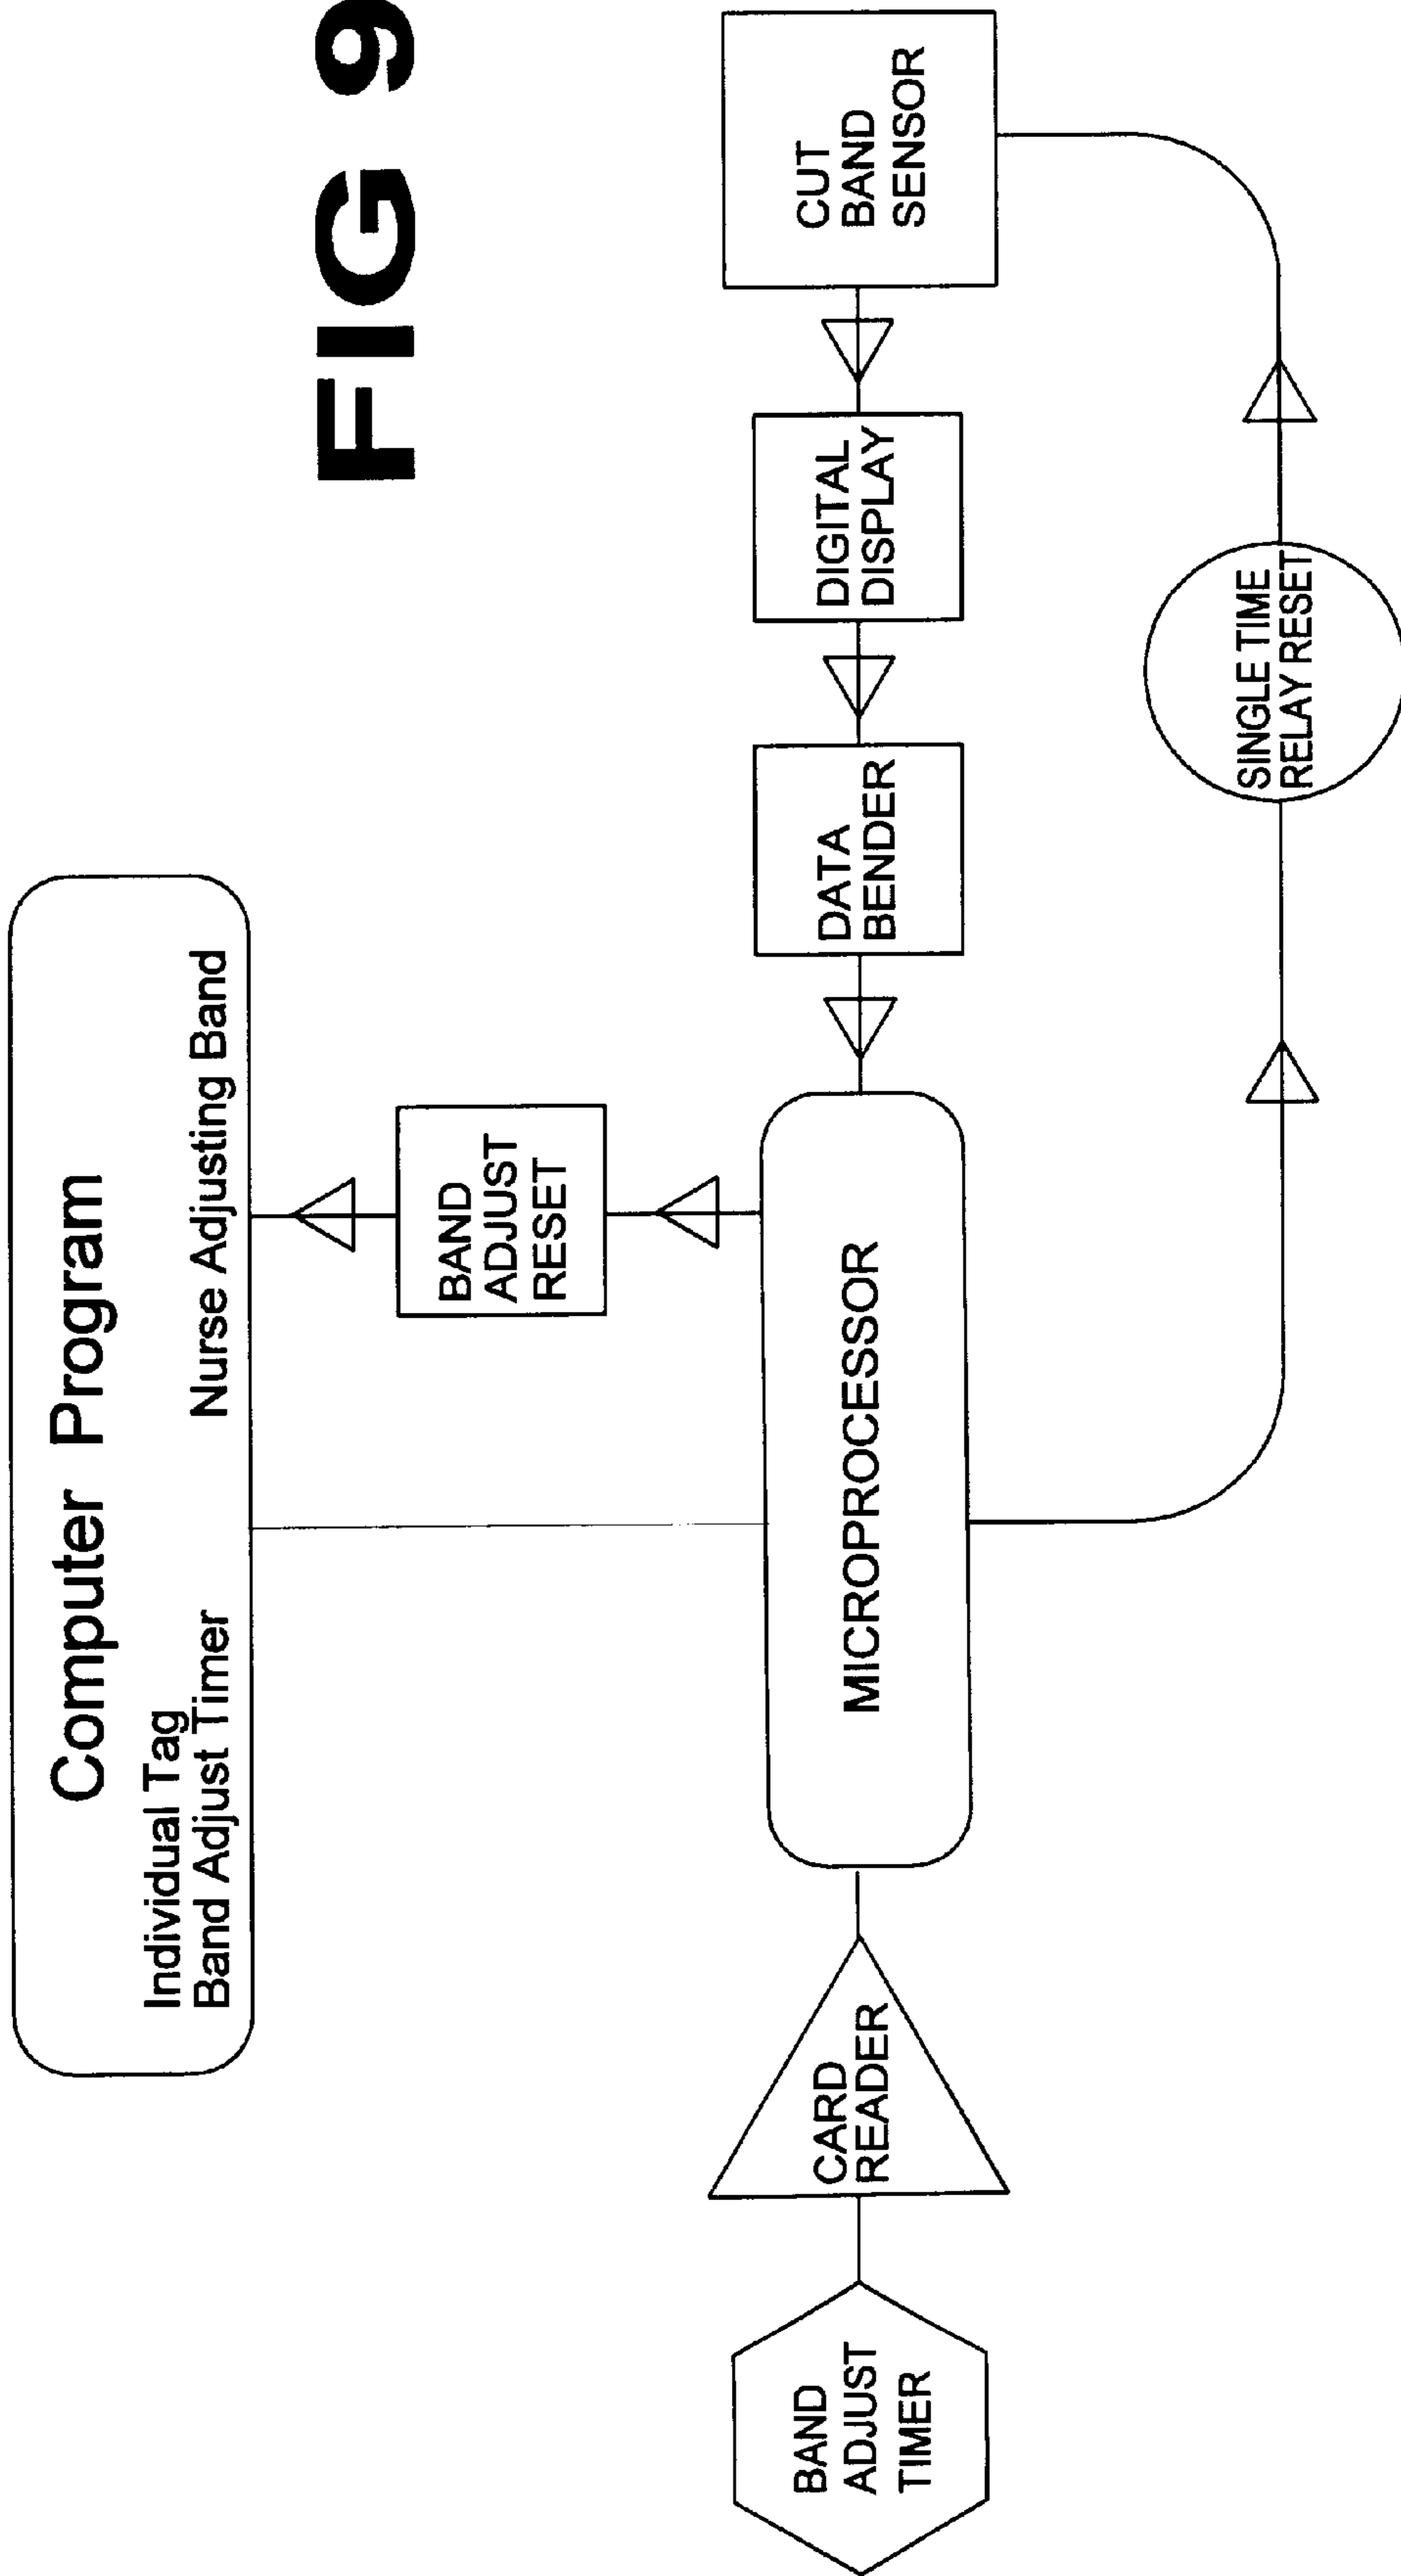 Computer Program
Individual Tag
Band Adjust Timer
Nurse Adjusting Band
FIG 9
BAND
ADJUST
RESET
BAND
ADJUST
TIMER
CARD
READER
MICROPROCESSOR
DATA
BENDER
DIGITAL
DISPLAY
CUT
BAND
SENSOR
SINGLE TIME
RELAY RESET